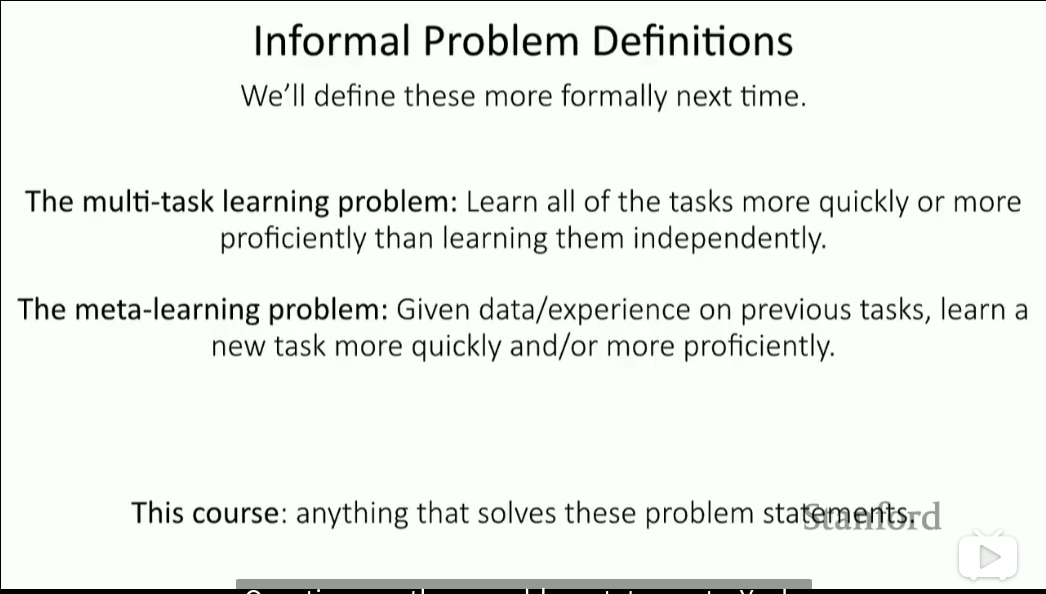 Informal Problem Definitions
We'll define these more formally next time.
The multi-task learning problem: Learn all of the tasks more quickly or more
proficiently than learning them independently.
The meta-learning problem: Given data/experience on previous tasks, learn a
new task more quickly and/or more proficiently.
This course: anything that solves these problem statements.
Stanford